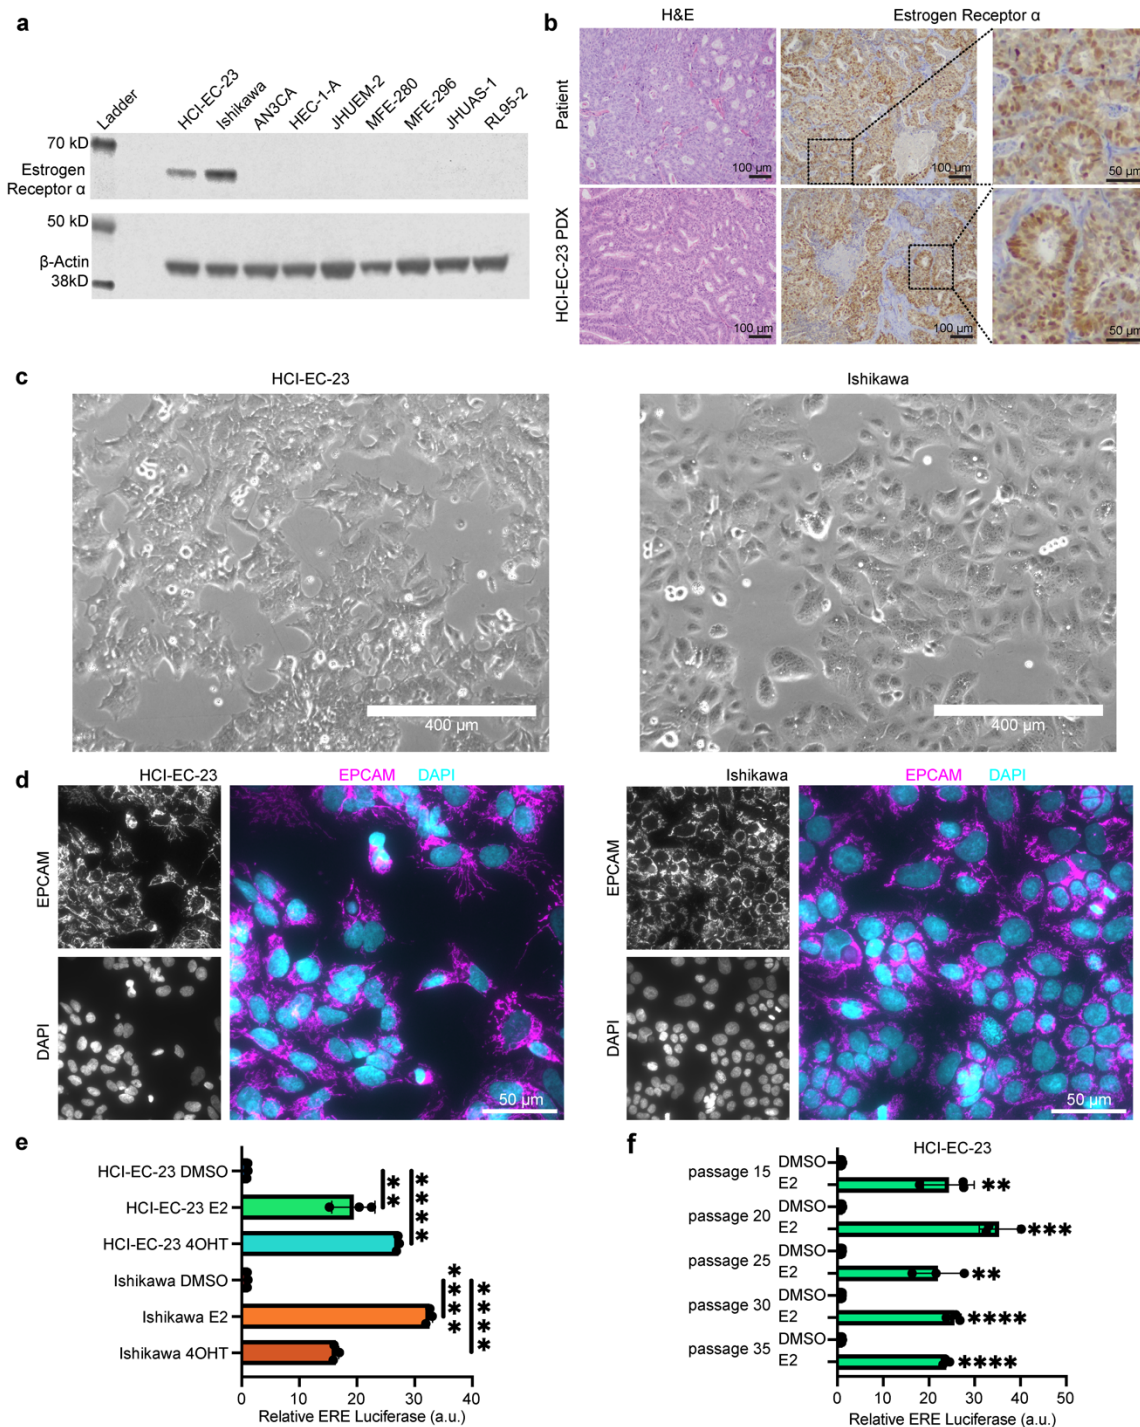 a
Ladder
HCI-EC-23
Ishikawa
AN3CA
HEC-1-A
JHUEM-2
MFE-280
MFE-296
JHUAS-1
RL95-2
70 kD
Estrogen
Receptor α
50 kD
β-Actin
38kD
b
H&E
Estrogen Receptor α
Patient
100 µm
100 µm
50 µm
HCI-EC-23 PDX
100 µm
100 µm
50 µm
c
HCI-EC-23
Ishikawa
400 µm
400 µm
d
HCI-EC-23
EPCAM DAPI
EPCAM
DAPI
50 µm
Ishikawa
EPCAM DAPI
EPCAM
DAPI
50 µm
e
HCI-EC-23 DMSO
HCI-EC-23 E2
HCI-EC-23 4OHT
Ishikawa DMSO
Ishikawa E2
Ishikawa 4OHT
**
****
****
****
0 10 20 30 40
Relative ERE Luciferase (a.u.)
f
HCI-EC-23
passage 15
DMSO
E2
**
passage 20
DMSO
E2
***
passage 25
DMSO
E2
**
passage 30
DMSO
E2
****
passage 35
DMSO
E2
****
0 10 20 30 40 50
Relative ERE Luciferase (a.u.)